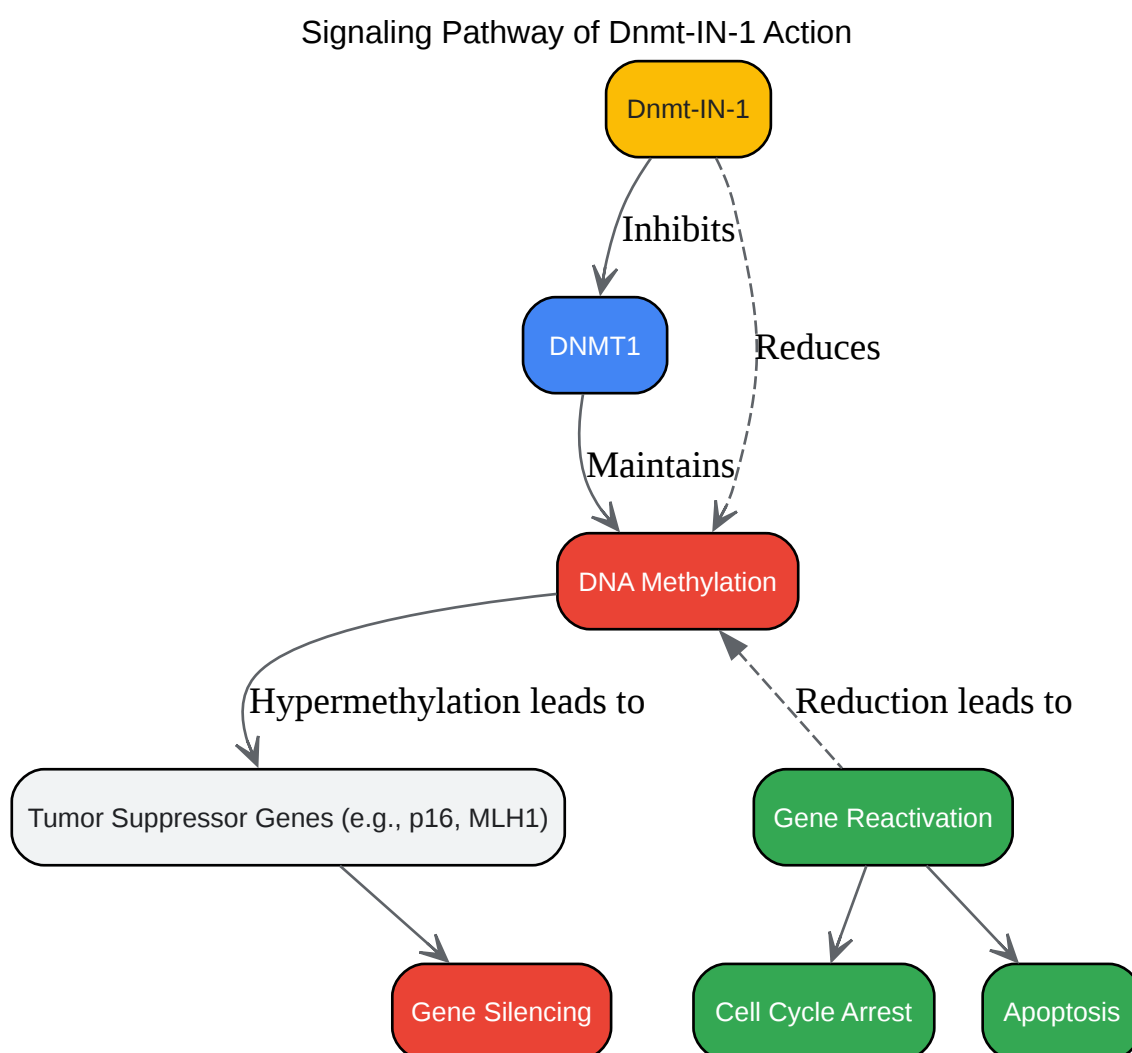 Signaling Pathway of Dnmt-IN-1 Action
Dnmt-IN-1
Inhibits
DNMT1
Reduces
Maintains
DNA Methylation
Hypermethylation leads to
Reduction leads to
Tumor Suppressor Genes (e.g., p16, MLH1)
Gene Reactivation
Gene Silencing
Cell Cycle Arrest
Apoptosis